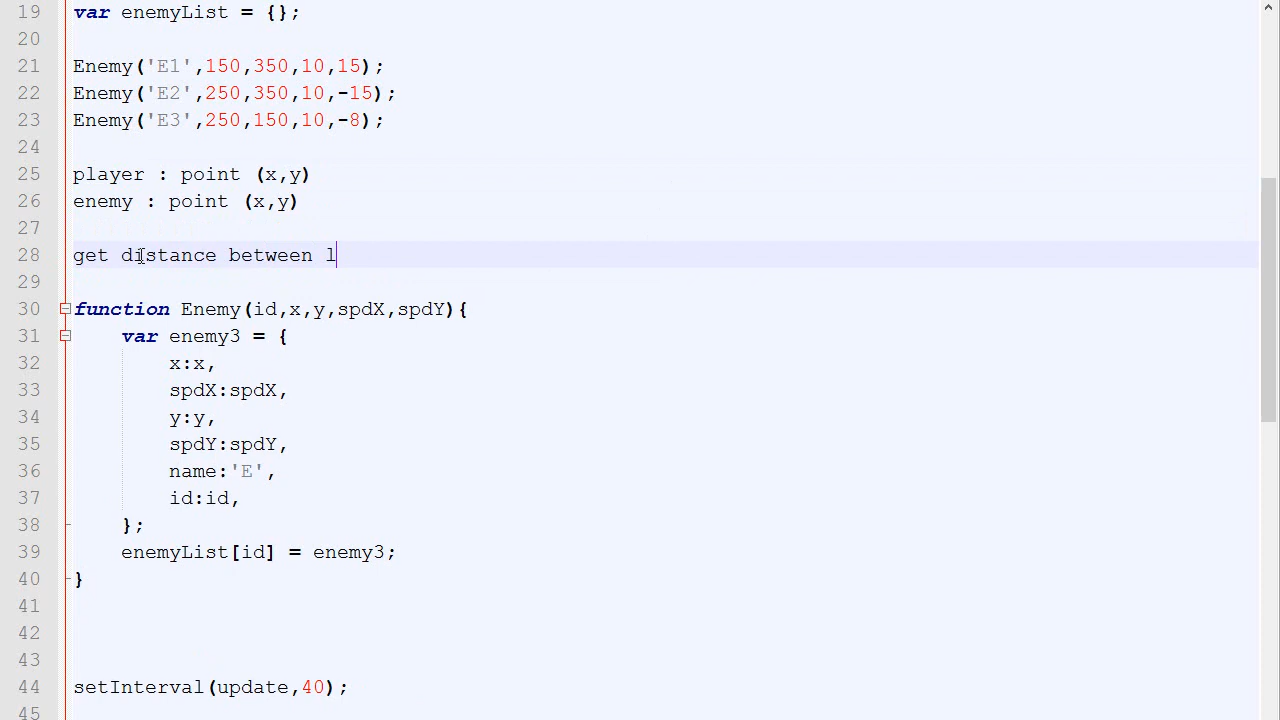 19 var enemyList = {};
20
21 Enemy('E1',150,350,10,15);
22 Enemy('E2',250,350,10,-15);
23 Enemy('E3',250,150,10,-8);
24
25 player : point (x,y)
26 enemy : point (x,y)
27
28 get distance between l
29
30 function Enemy(id,x,y,spdX,spdY){
31 var enemy3 = {
32 x:x,
33 spdX:spdX,
34 y:y,
35 spdY:spdY,
36 name:'E',
37 id:id,
38 };
39 enemyList[id] = enemy3;
40 }
41
42
43
44 setInterval(update,40);
45